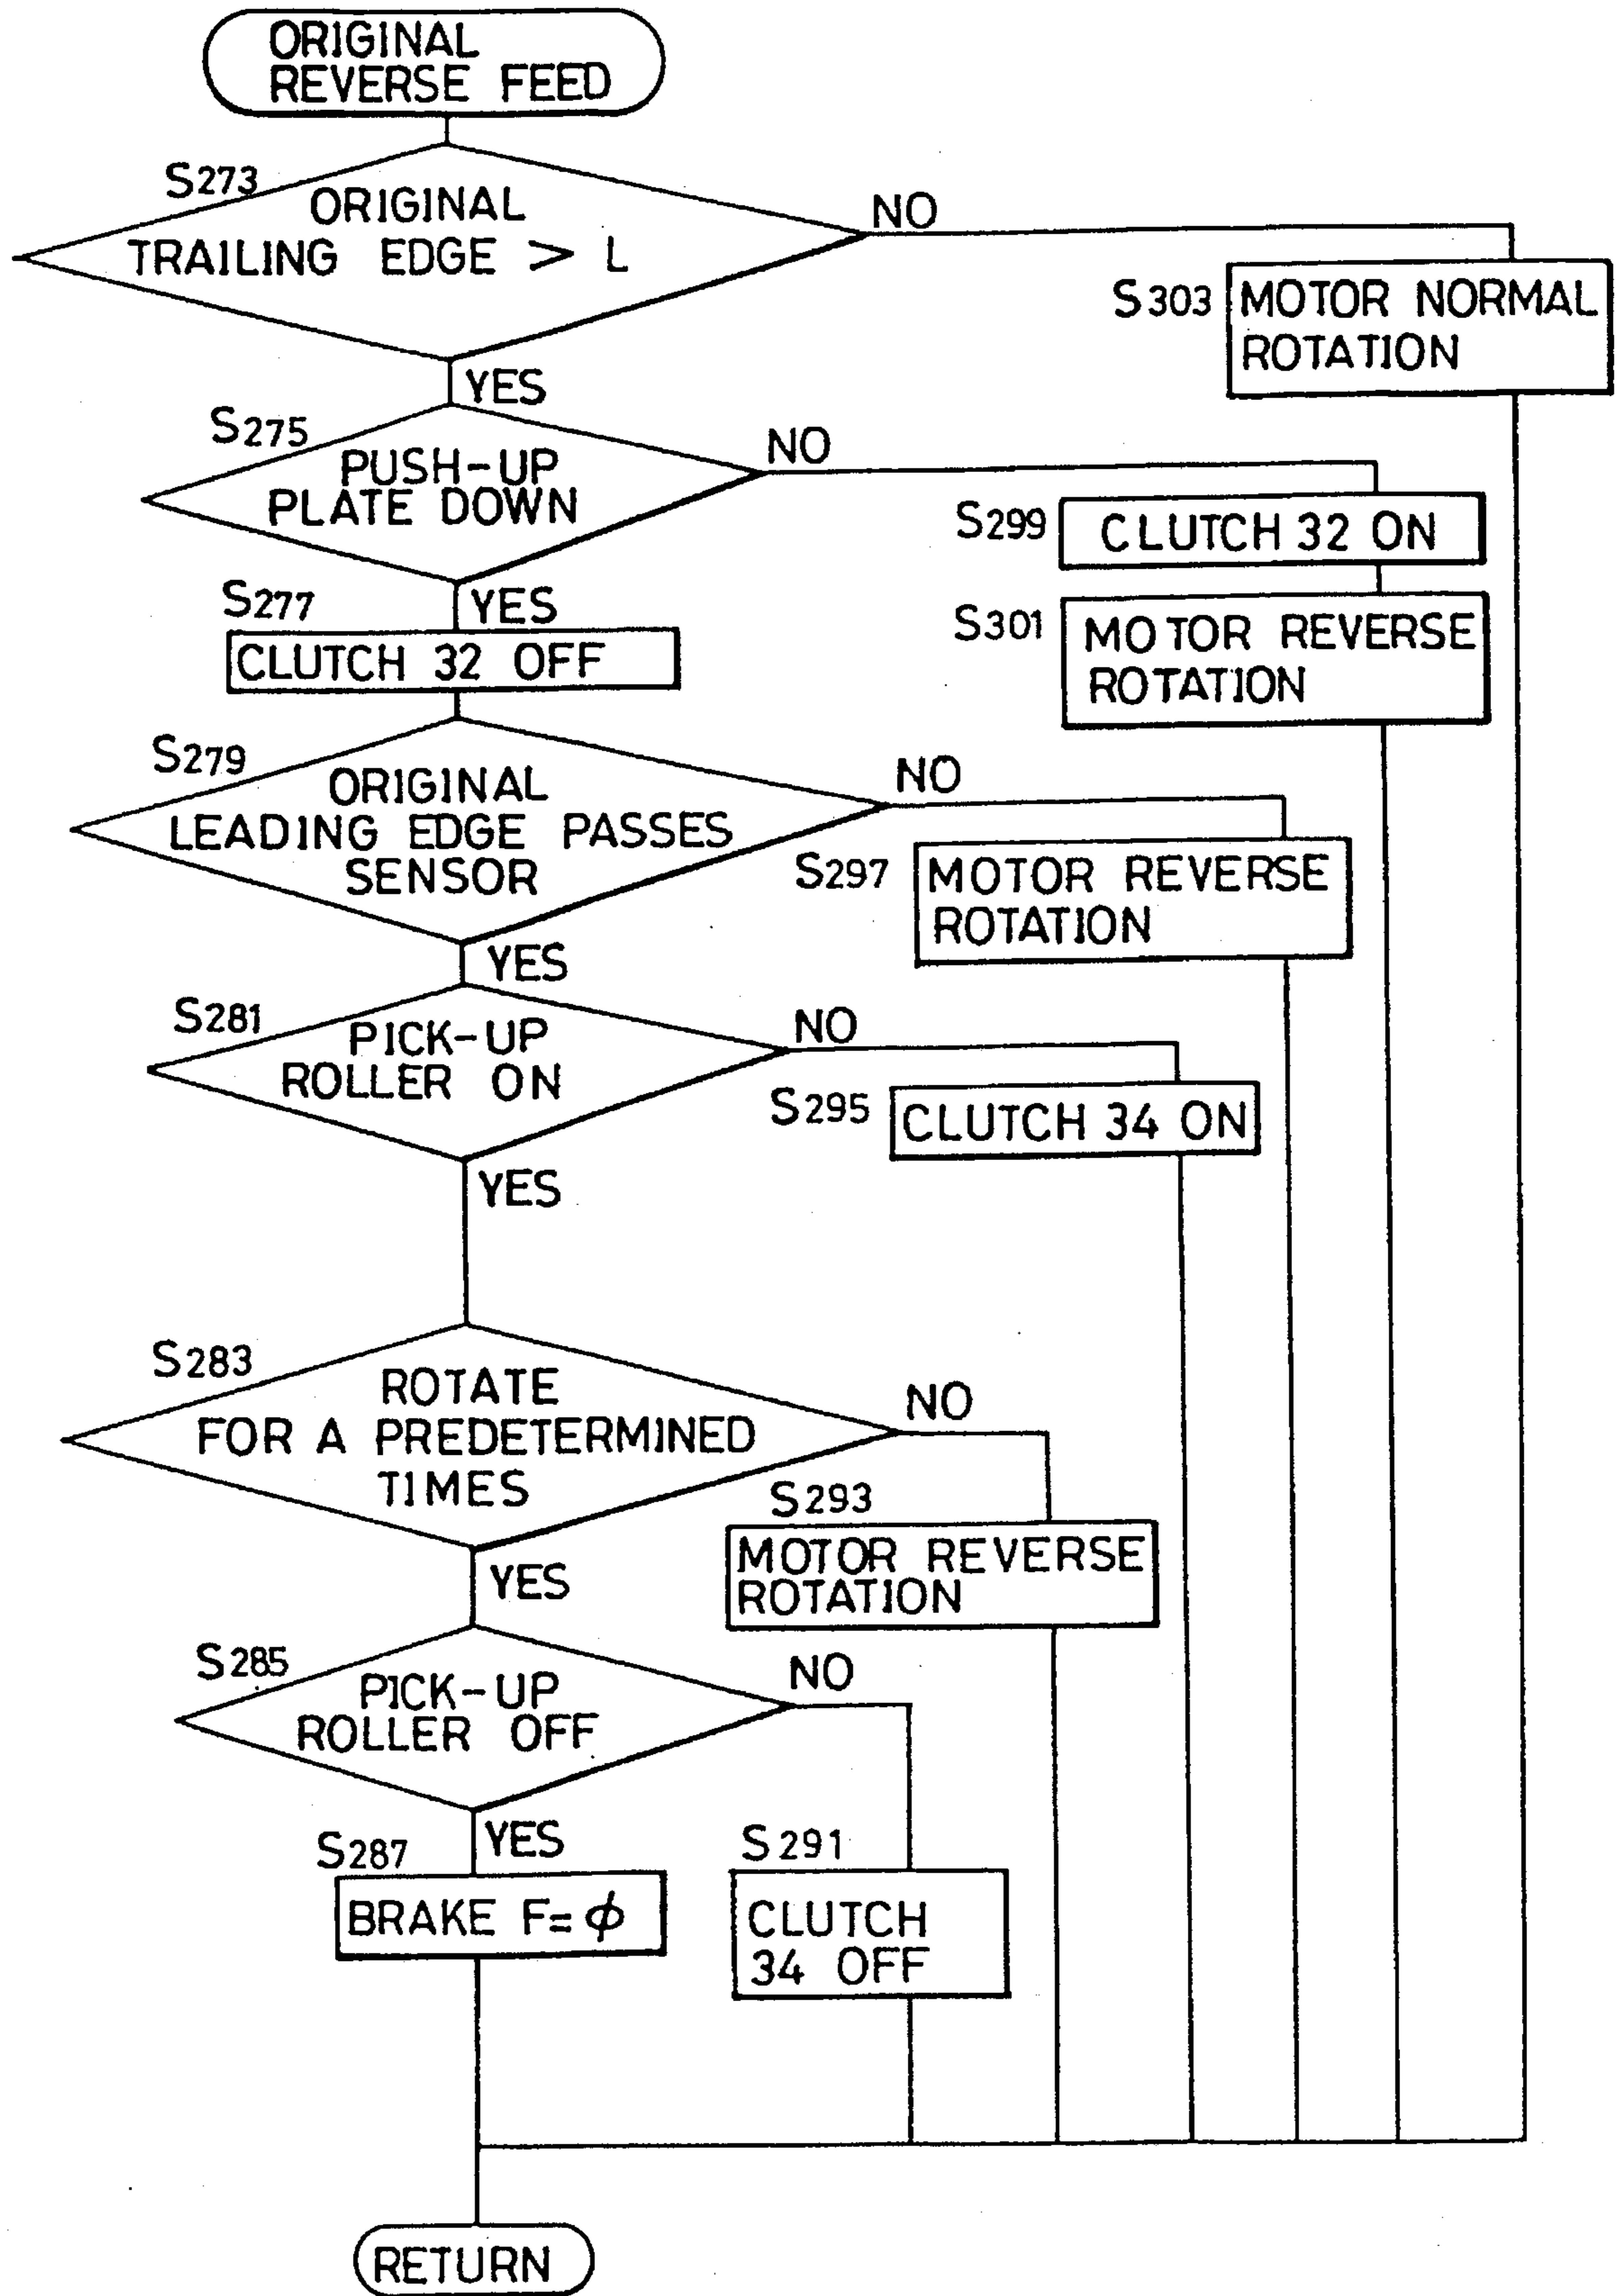 ORIGINAL
REVERSE FEED
S273
ORIGINAL
TRAILING EDGE > L
NO
S303
MOTOR NORMAL
ROTATION
YES
S275
PUSH-UP
PLATE DOWN
NO
S299
CLUTCH 32 ON
S301
MOTOR REVERSE
ROTATION
YES
S277
CLUTCH 32 OFF
S279
ORIGINAL
LEADING EDGE PASSES
SENSOR
NO
S297
MOTOR REVERSE
ROTATION
YES
S281
PICK-UP
ROLLER ON
NO
S295
CLUTCH 34 ON
YES
S283
ROTATE
FOR A PREDETERMINED
TIMES
NO
S293
MOTOR REVERSE
ROTATION
YES
S285
PICK-UP
ROLLER OFF
NO
S291
CLUTCH
34 OFF
YES
S287
BRAKE F=ϕ
RETURN